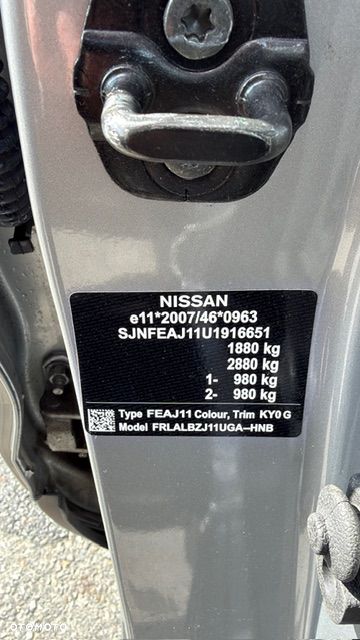 NISSAN
e11*2007/46*0963
SJNFEAJ11U1916651
1880 kg
2880 kg
1- 980 kg
2- 980 kg
Type FEAJ11 Colour, Trim KY0 G
Model FRLALBZJ11UGA-HNB
OTOMOTO